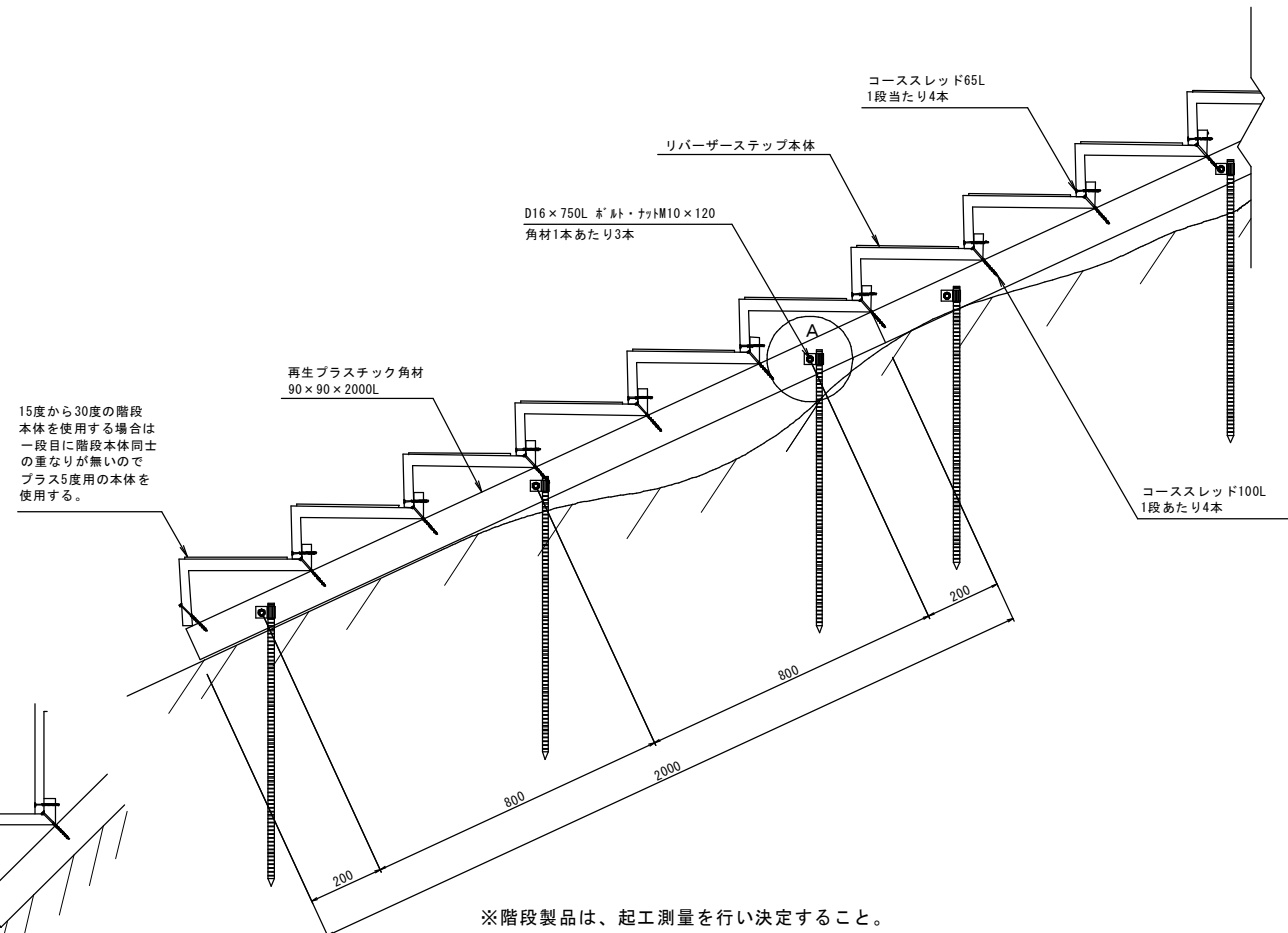 コーススレッド65L
1段当たり4本
リバーザーステップ本体
D16×750L ﾎﾞﾙﾄ・ﾅｯﾄM10×120
角材1本あたり3本
A
再生プラスチック角材
90×90×2000L
15度から30度の階段
本体を使用する場合は
一段目に階段本体同士
の重なりが無いので
プラス5度用の本体を
使用する。
コーススレッド100L
1段あたり4本
200
800
2000
800
200
※階段製品は、起工測量を行い決定すること。